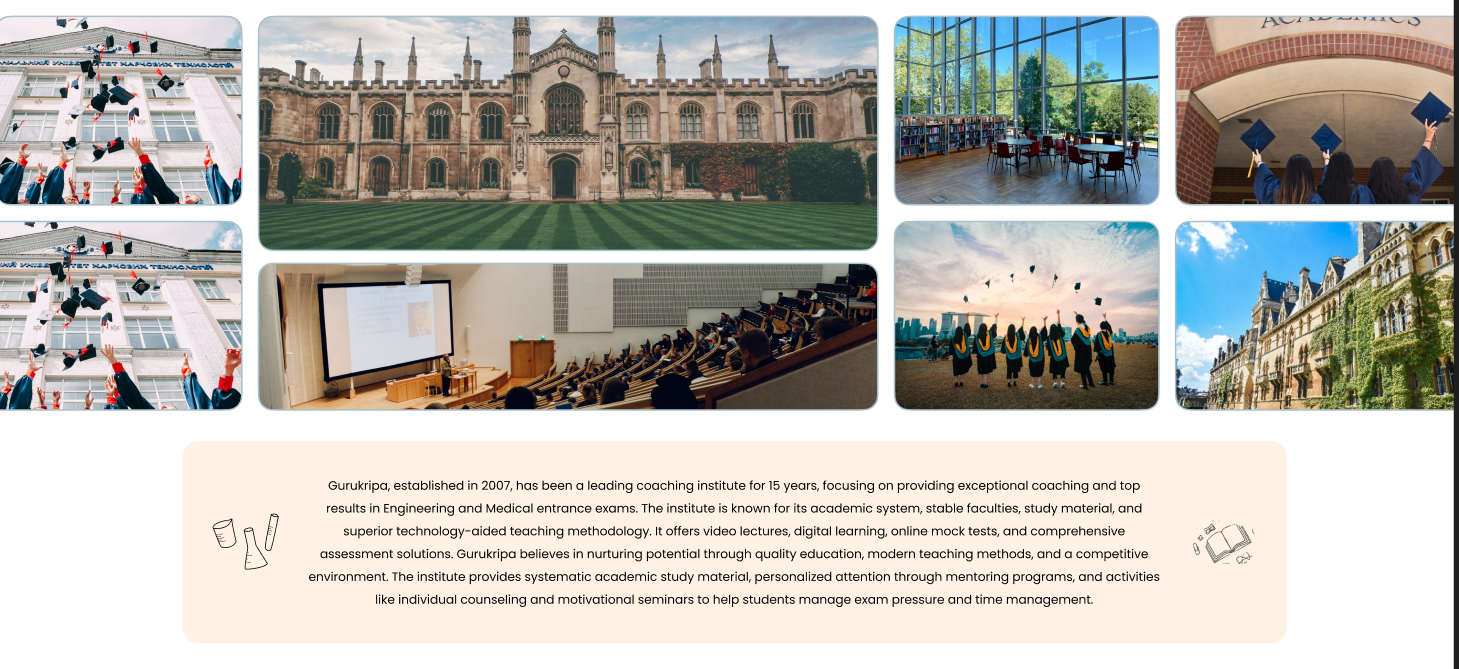 ACADEMICS
Gurukripa, established in 2007, has been a leading coaching institute for 15 years, focusing on providing exceptional coaching and top
results in Engineering and Medical entrance exams. The institute is known for its academic system, stable faculties, study material, and
superior technology-aided teaching methodology. It offers video lectures, digital learning, online mock tests, and comprehensive
assessment solutions. Gurukripa believes in nurturing potential through quality education, modern teaching methods, and a competitive
environment. The institute provides systematic academic study material, personalized attention through mentoring programs, and activities
like individual counseling and motivational seminars to help students manage exam pressure and time management.